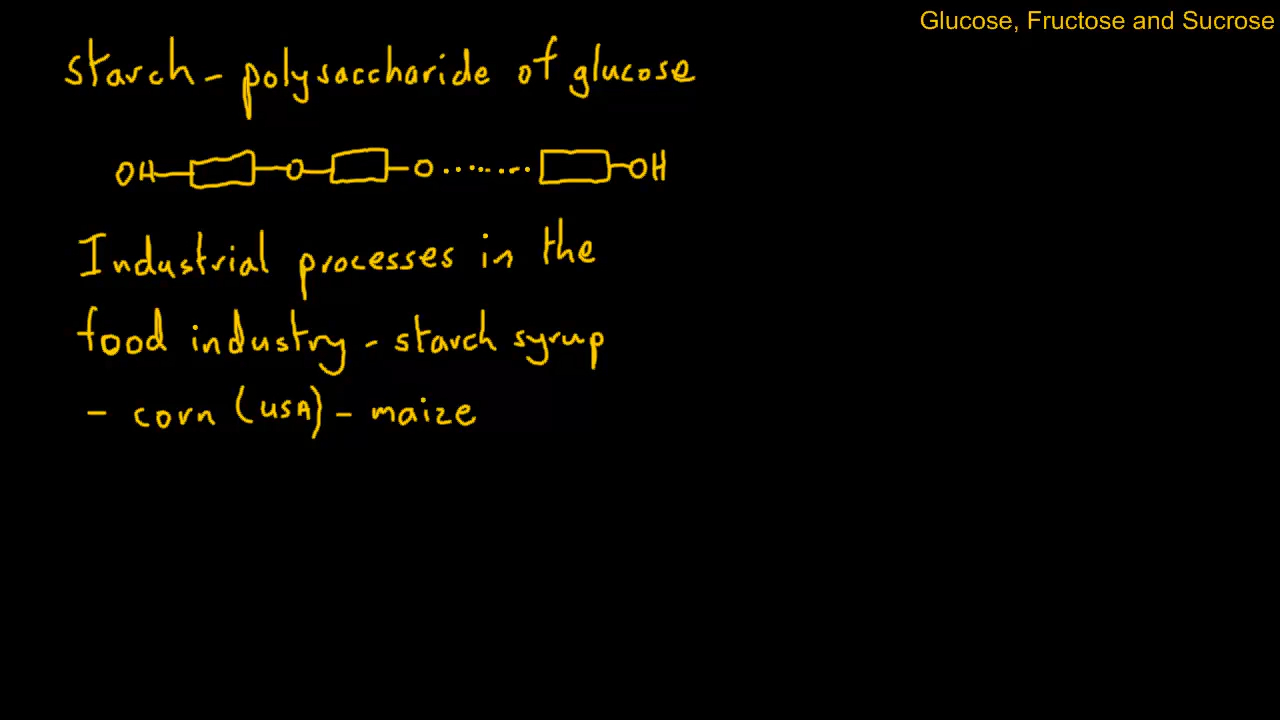 Glucose, Fructose and Sucrose
starch - polysaccharide of glucose
OH-▭-O-▭-O........▭-OH
Industrial processes in the
food industry - starch syrup
- corn (USA) - maize